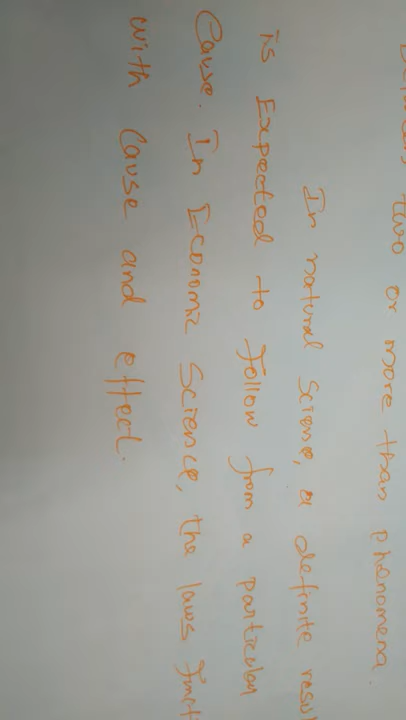 two or more than phenomena
In natural science, a definite resul
is Expected to follow from a particular
Cause. In Economic Science, the laws funct
with Cause and effect.